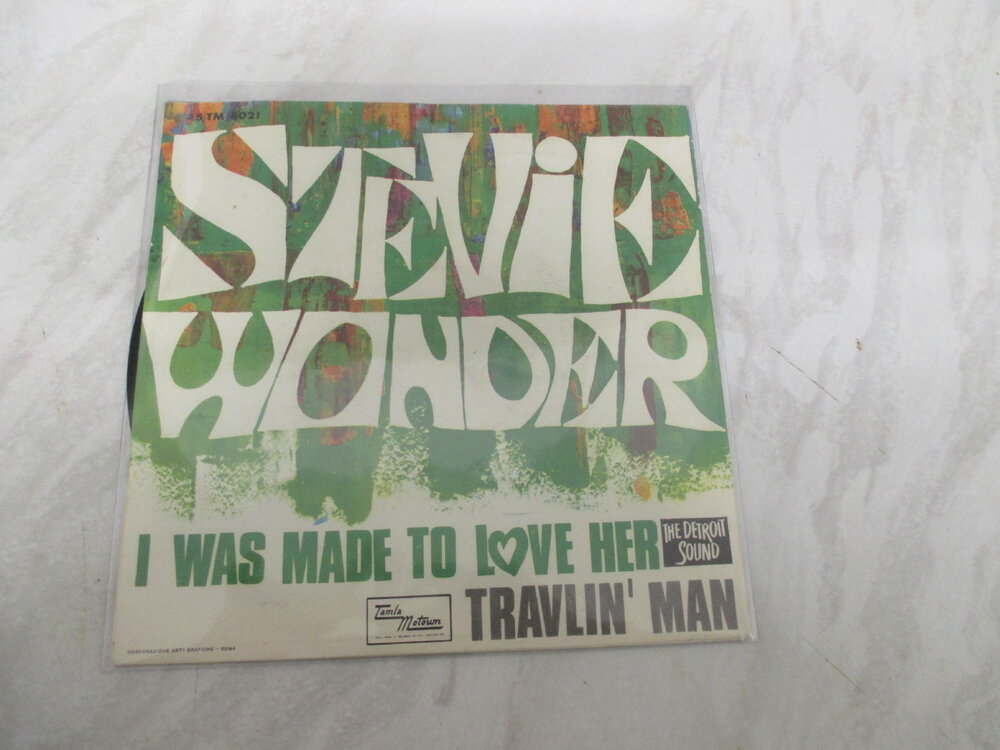 45 TM 8021
STEVIE
WONDER
I WAS MADE TO LOVE HER
THE DETROIT
SOUND
Tamla
Motown
TRAVLIN' MAN
CORPORAZIONE ARTI GRAFICHE - ROMA